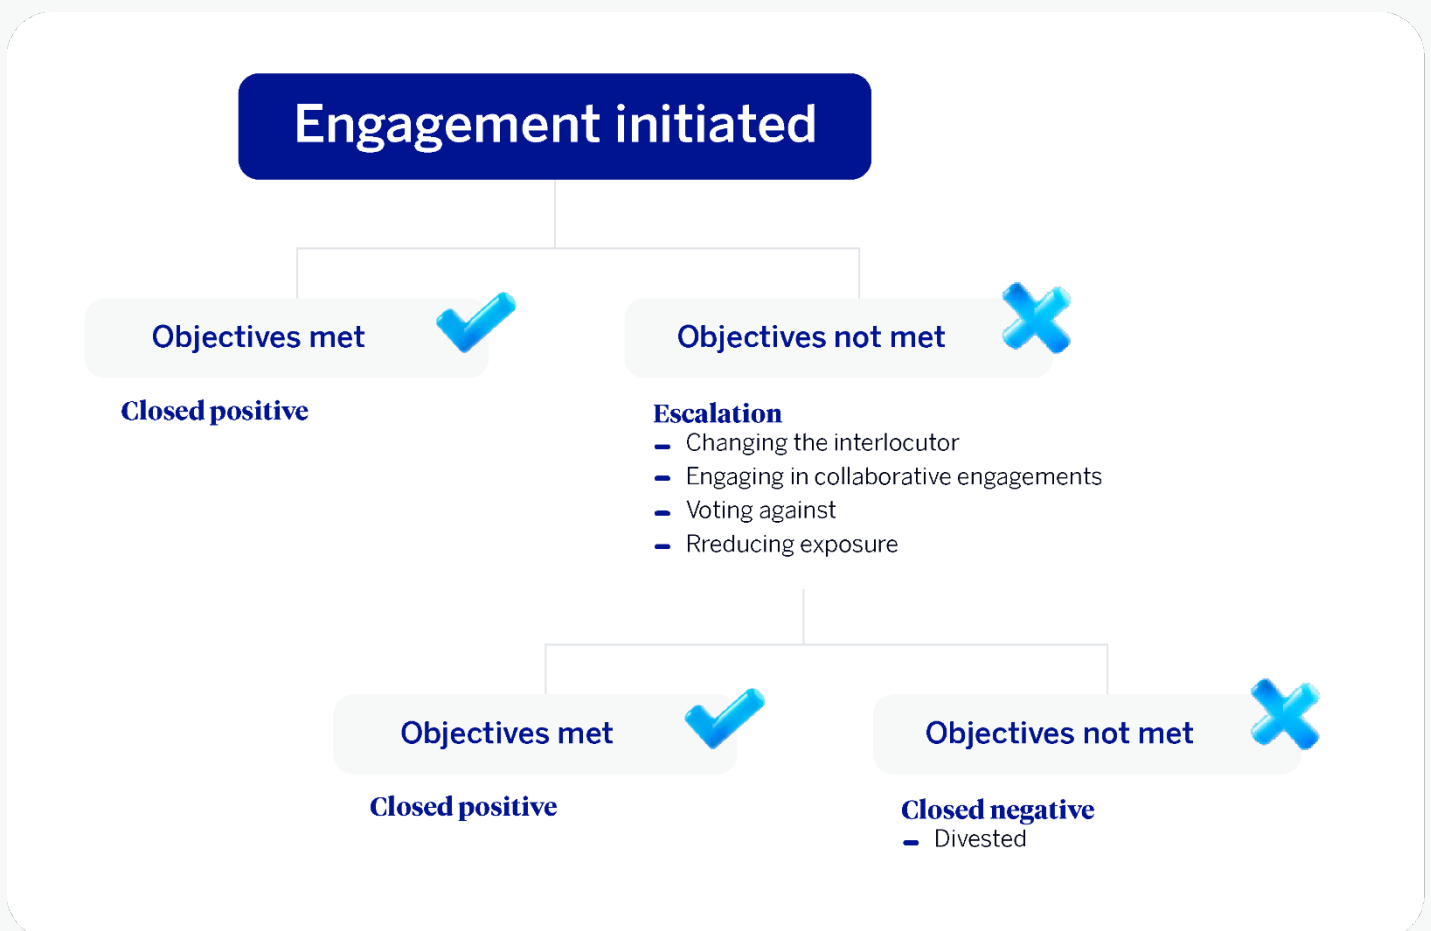 Engagement initiated
Objectives met
Closed positive
Objectives not met
Escalation
- Changing the interlocutor
- Engaging in collaborative engagements
- Voting against
- Rreducing exposure
Objectives met
Closed positive
Objectives not met
Closed negative
- Divested